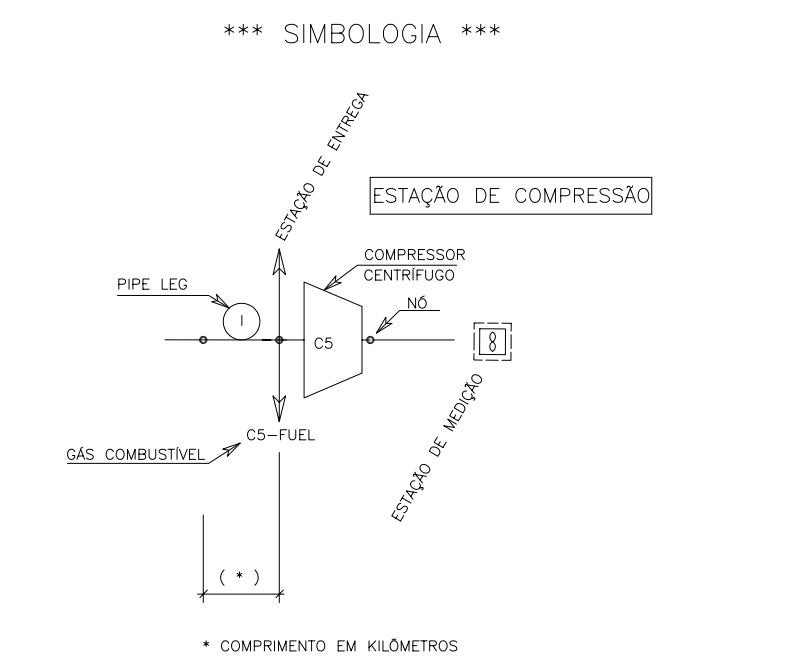 *** SIMBOLOGIA ***
ESTAÇÃO DE ENTREGA
ESTAÇÃO DE COMPRESSÃO
COMPRESSOR
CENTRÍFUGO
PIPE LEG
NÓ
I
C5
8
ESTAÇÃO DE MEDIÇÃO
C5-FUEL
GÁS COMBUSTÍVEL
( * )
* COMPRIMENTO EM KILÔMETROS